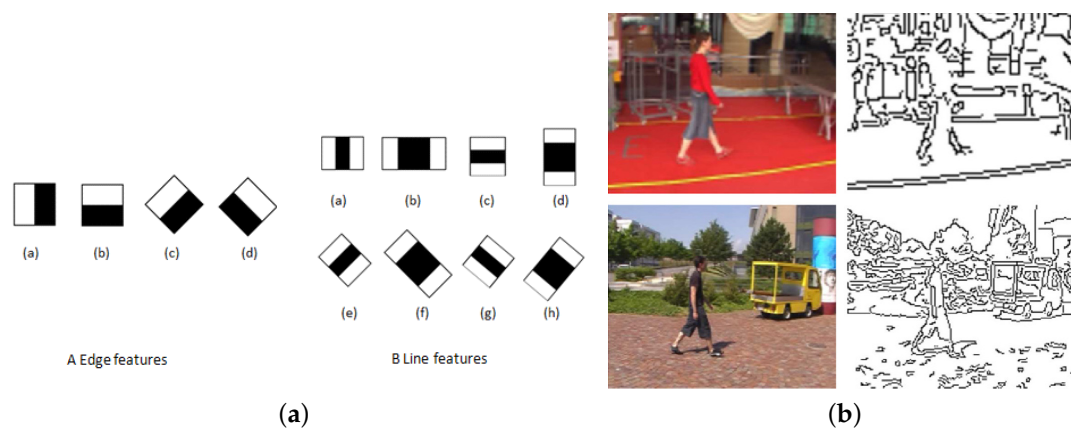 (a) (b) (c) (d)
A Edge features
(a) (b) (c) (d)
(e) (f) (g) (h)
B Line features
E
(a) (b)